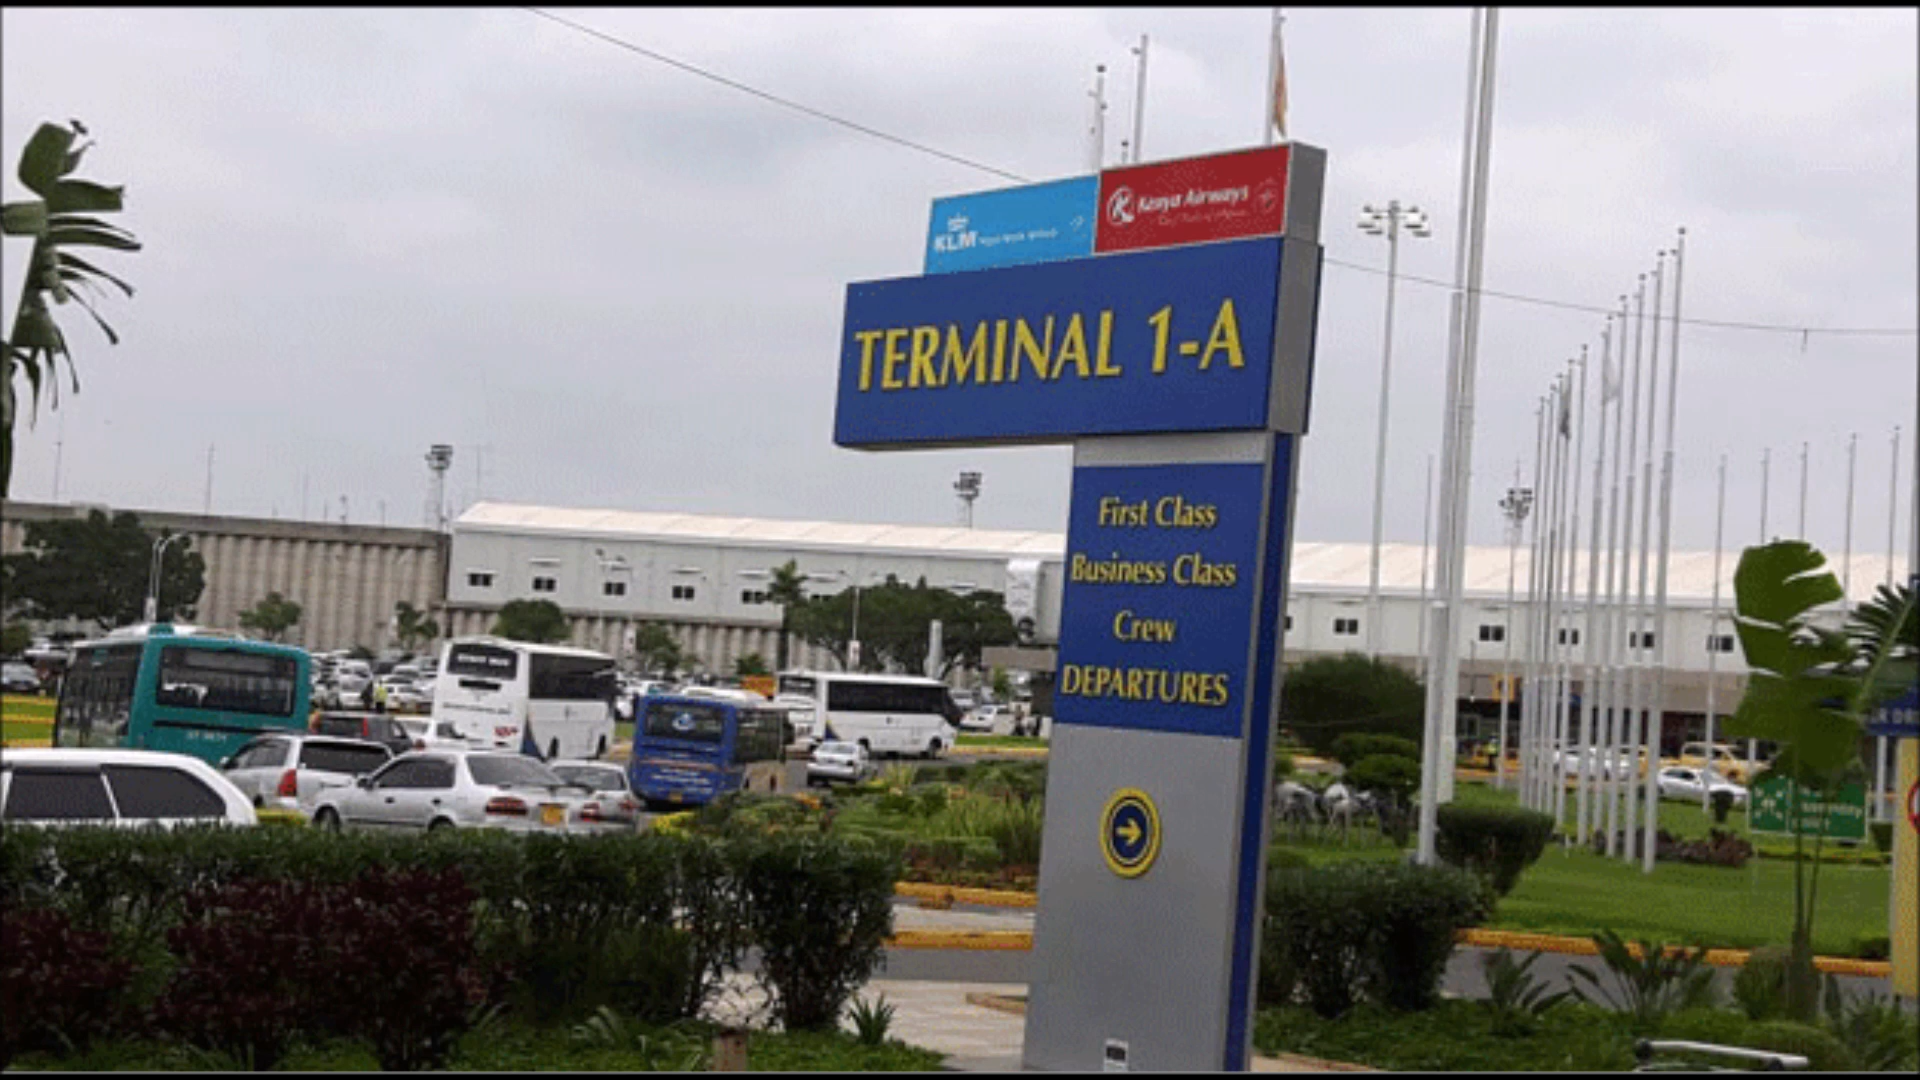 KLM
Kenya Airways
TERMINAL 1-A
First Class
Business Class
Crew
DEPARTURES